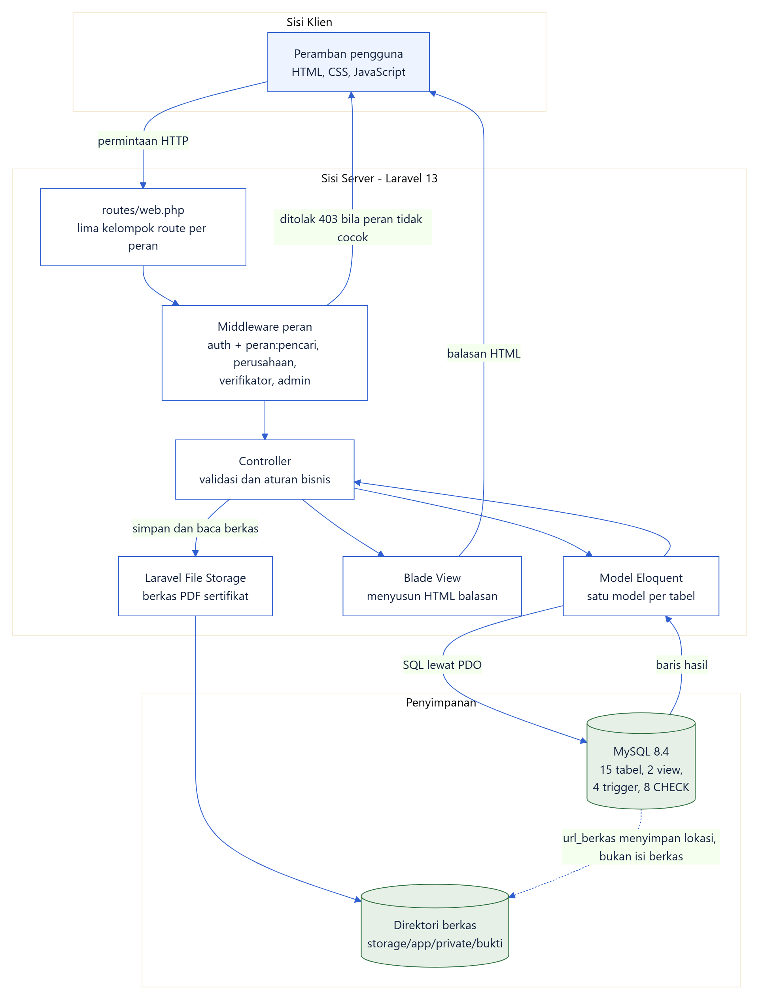 Sisi Klien
Peramban pengguna
HTML, CSS, JavaScript
permintaan HTTP
Sisi Server - Laravel 13
routes/web.php
lima kelompok route per
peran
ditolak 403 bila peran tidak
cocok
Middleware peran
auth + peran:pencari,
perusahaan,
verifikator, admin
balasan HTML
Controller
validasi dan aturan bisnis
simpan dan baca berkas
Laravel File Storage
berkas PDF sertifikat
Blade View
menyusun HTML balasan
Model Eloquent
satu model per tabel
SQL lewat PDO
baris hasil
Penyimpanan
MySQL 8.4
15 tabel, 2 view,
4 trigger, 8 CHECK
url_berkas menyimpan lokasi,
bukan isi berkas
Direktori berkas
storage/app/private/bukti